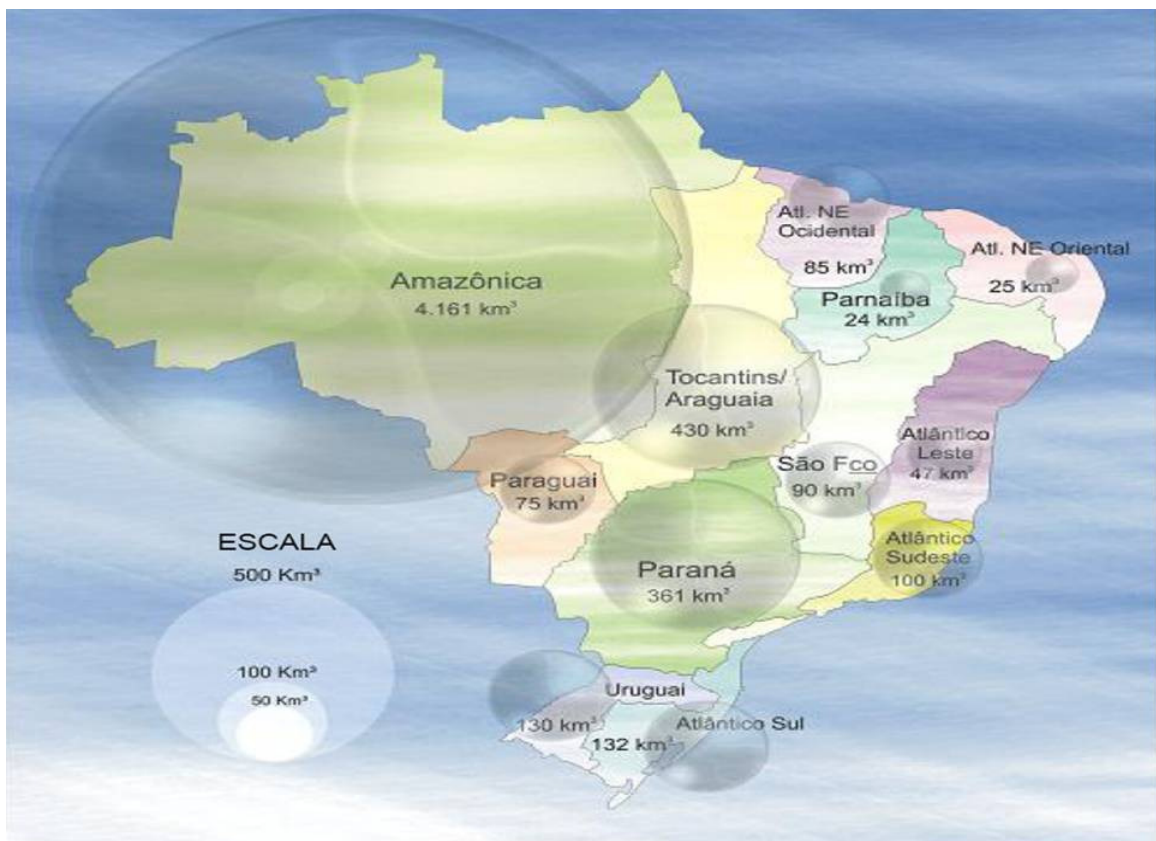 Atl. NE
Ocidental
85 km³
Atl. NE Oriental
25 km³
Amazônica
4.161 km³
Parnaíba
24 km³
Tocantins/
Araguaia
430 km³
Atlântico
Leste
47 km³
São Fco
90 km³
Paraguai
75 km³
Atlântico
Sudeste
100 km³
Paraná
361 km³
ESCALA
500 Km³
100 Km³
50 Km³
Uruguai
130 km³
Atlântico Sul
132 km³